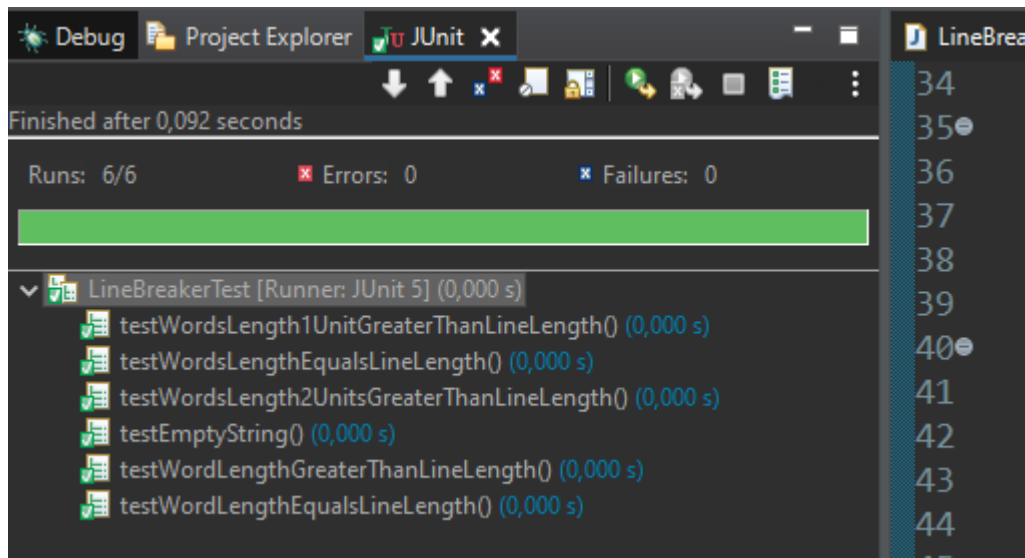 Debug Project Explorer JUnit LineBrea
Finished after 0,092 seconds
Runs: 6/6 Errors: 0 Failures: 0
LineBreakerTest [Runner: JUnit 5] (0,000 s)
testWordsLength1UnitGreaterThanLineLength() (0,000 s)
testWordsLengthEqualsLineLength() (0,000 s)
testWordsLength2UnitsGreaterThanLineLength() (0,000 s)
testEmptyString() (0,000 s)
testWordLengthGreaterThanLineLength() (0,000 s)
testWordLengthEqualsLineLength() (0,000 s)
34
35
36
37
38
39
40
41
42
43
44